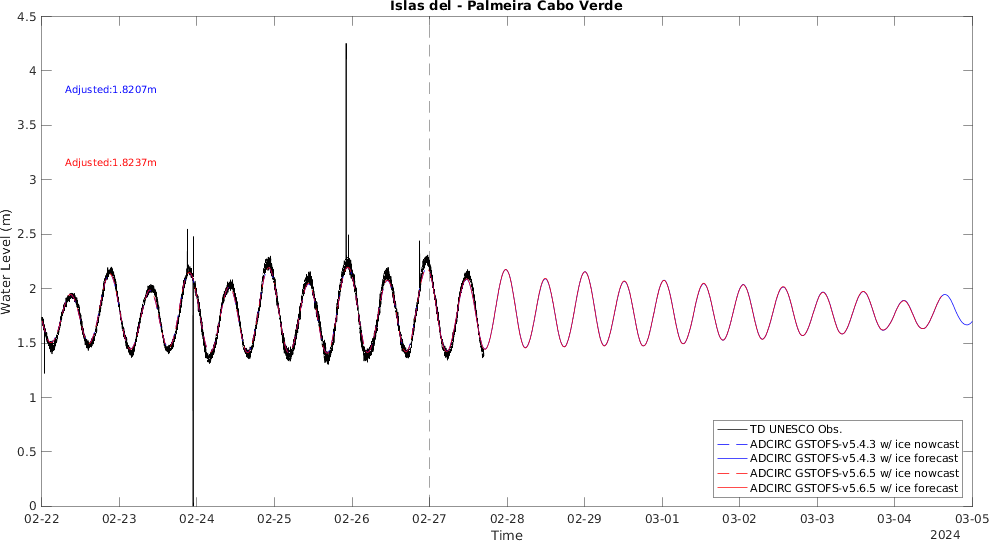 Islas del - Palmeira Cabo Verde
4.5
4
3.5
3
2.5
2
1.5
1
0.5
0
Water Level (m)
Adjusted:1.8207m
Adjusted:1.8237m
TD UNESCO Obs.
ADCIRC GSTOFS-v5.4.3 w/ ice nowcast
ADCIRC GSTOFS-v5.4.3 w/ ice forecast
ADCIRC GSTOFS-v5.6.5 w/ ice nowcast
ADCIRC GSTOFS-v5.6.5 w/ ice forecast
02-22 02-23 02-24 02-25 02-26 02-27 02-28 02-29 03-01 03-02 03-03 03-04 03-05
Time
2024